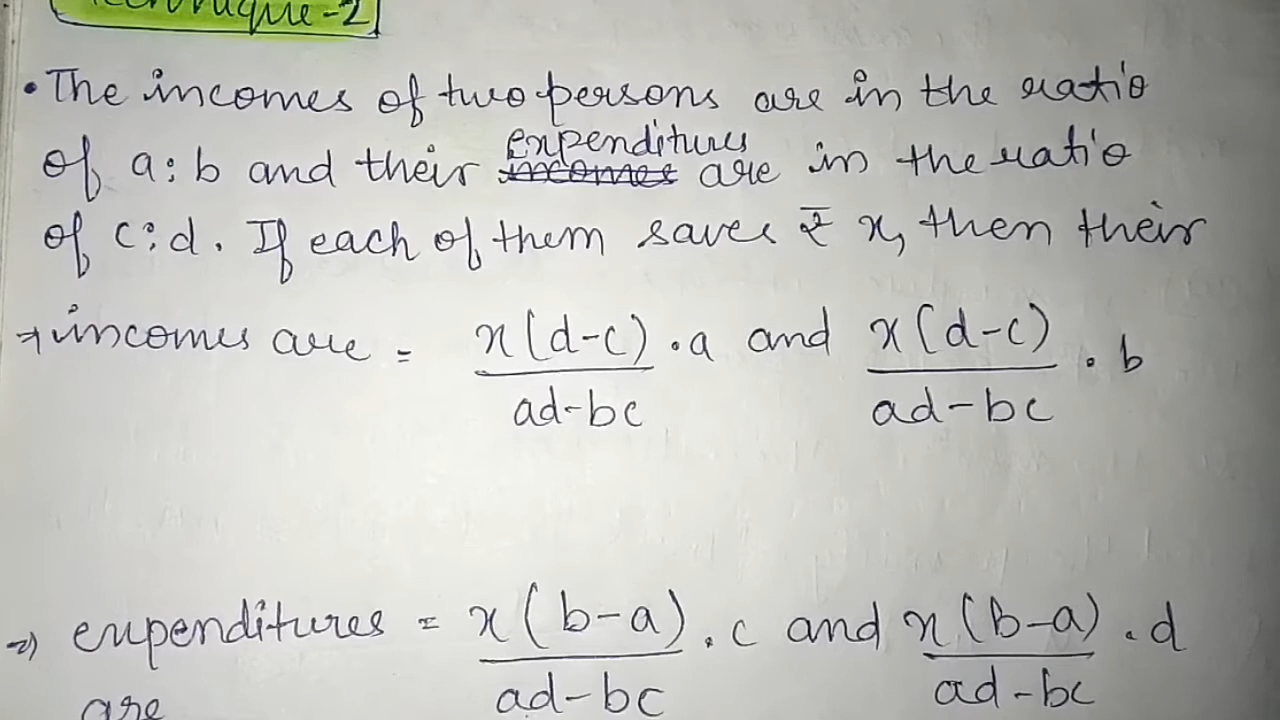 Technique-2
• The incomes of two persons are in the ratio
of a:b and their expenditures are in the ratio
of c:d. If each of them saves ₹ x, then their
→ incomes are = x(d-c)/ad-bc . a and x(d-c)/ad-bc . b
⇒ expenditures = x(b-a)/ad-bc . c and x(b-a)/ad-bc . d
are